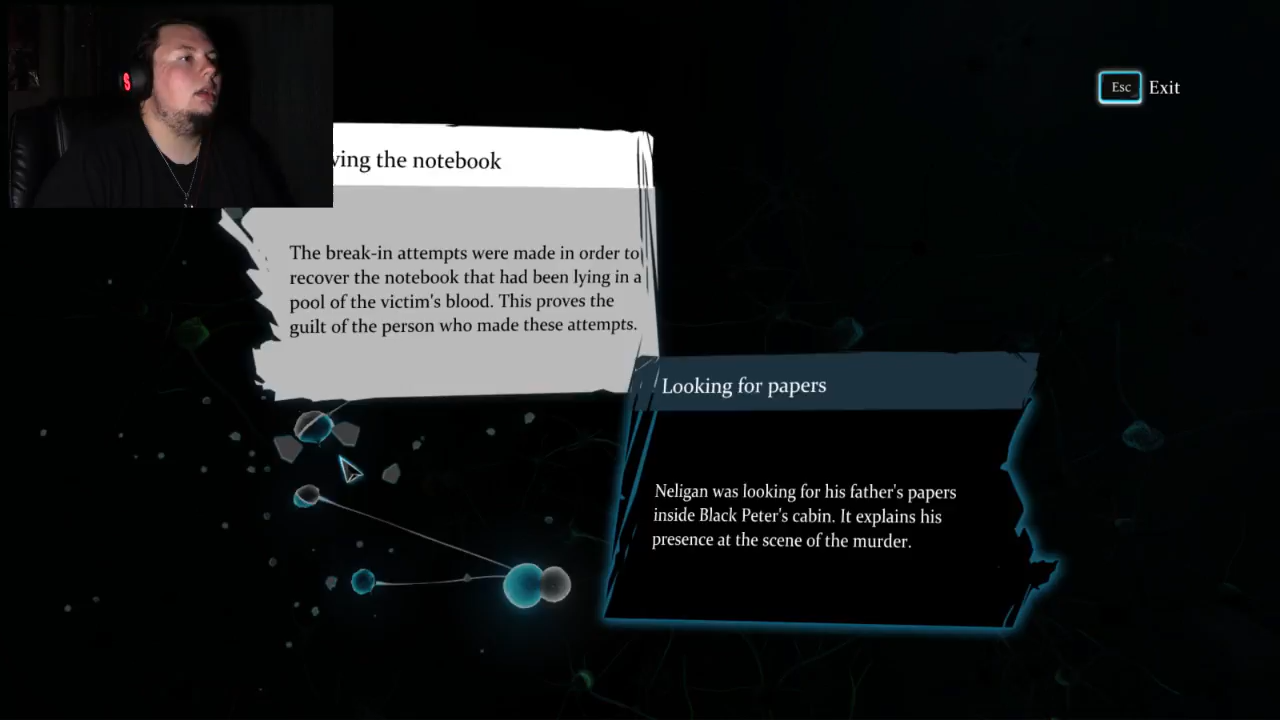 Esc Exit
the notebook
The break-in attempts were made in order to
recover the notebook that had been lying in a
pool of the victim's blood. This proves the
guilt of the person who made these attempts.
Looking for papers
Neligan was looking for his father's papers
inside Black Peter's cabin. It explains his
presence at the scene of the murder.